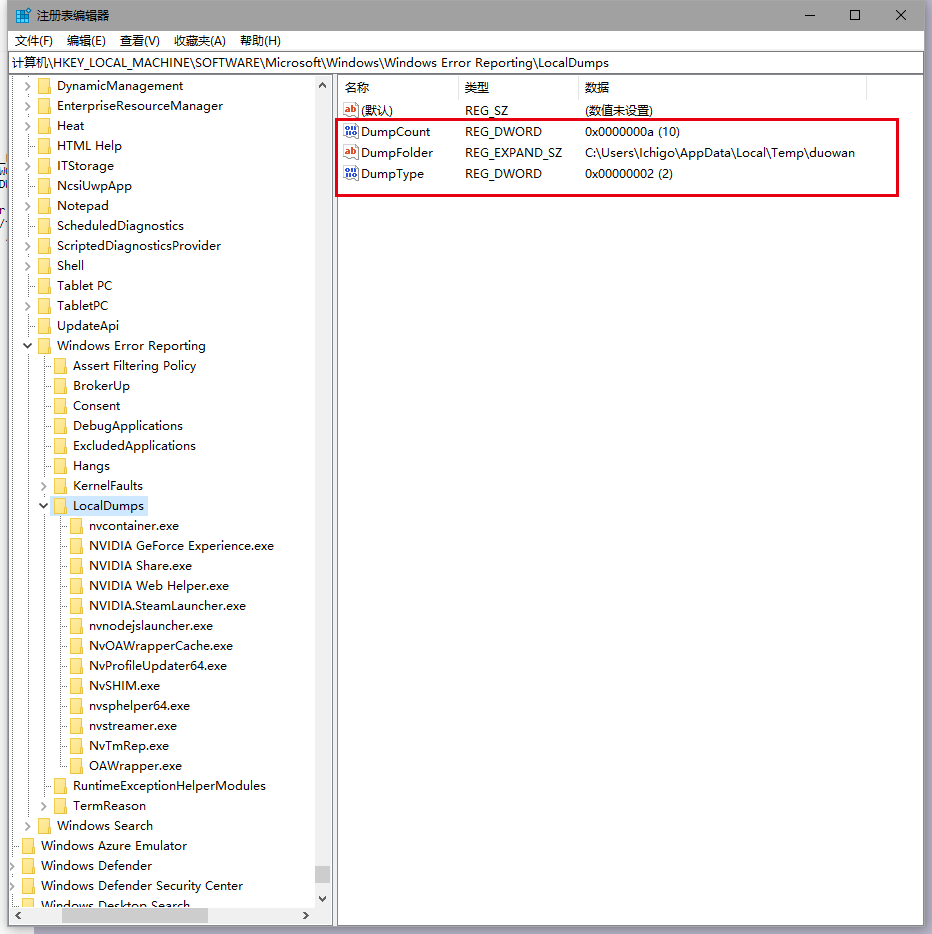 注册表编辑器
文件(F) 编辑(E) 查看(V) 收藏夹(A) 帮助(H)
计算机\HKEY_LOCAL_MACHINE\SOFTWARE\Microsoft\Windows\Windows Error Reporting\LocalDumps
DynamicManagement
EnterpriseResourceManager
Heat
HTML Help
ITStorage
NcsiUwpApp
Notepad
ScheduledDiagnostics
ScriptedDiagnosticsProvider
Shell
Tablet PC
TabletPC
UpdateApi
Windows Error Reporting
Assert Filtering Policy
BrokerUp
Consent
DebugApplications
ExcludedApplications
Hangs
KernelFaults
LocalDumps
nvcontainer.exe
NVIDIA GeForce Experience.exe
NVIDIA Share.exe
NVIDIA Web Helper.exe
NVIDIA.SteamLauncher.exe
nvnodejslauncher.exe
NvOAWrapperCache.exe
NvProfileUpdater64.exe
NvSHIM.exe
nvsphelper64.exe
nvstreamer.exe
NvTmRep.exe
OAWrapper.exe
RuntimeExceptionHelperModules
TermReason
Windows Search
Windows Azure Emulator
Windows Defender
Windows Defender Security Center
Windows Desktop Search
名称 类型 数据
(默认) REG_SZ (数值未设置)
DumpCount REG_DWORD 0x0000000a (10)
DumpFolder REG_EXPAND_SZ C:\Users\Ichigo\AppData\Local\Temp\duowan
DumpType REG_DWORD 0x00000002 (2)